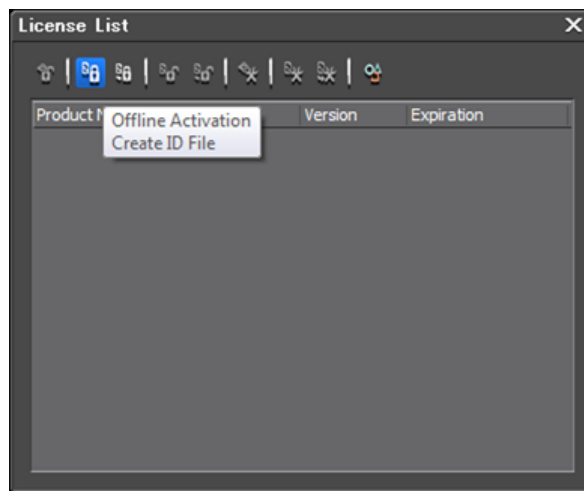 License List
Product N
Version
Expiration
Offline Activation
Create ID File